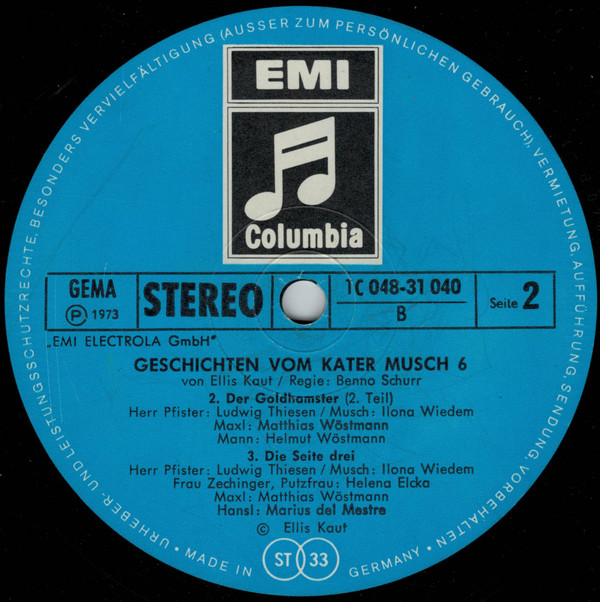 URHEBER- UND LEISTUNGSSCHUTZRECHTE, BESONDERS VERVIELFÄLTIGUNG (AUSSER ZUM PERSÖNLICHEN GEBRAUCH), VERMIETUNG, AUFFÜHRUNG, SENDUNG, VORBEHALTEN •
EMI
Columbia
GEMA
Ⓟ 1973
STEREO
1C 048-31 040
B
Seite 2
„EMI ELECTROLA GmbH"
GESCHICHTEN VOM KATER MUSCH 6
von Ellis Kaut / Regie: Benno Schurr
2. Der Goldhamster (2. Teil)
Herr Pfister: Ludwig Thiesen / Musch: Ilona Wiedem
Maxl: Matthias Wöstmann
Mann: Helmut Wöstmann
3. Die Seite drei
Herr Pfister: Ludwig Thiesen / Musch: Ilona Wiedem
Frau Zechinger, Putzfrau: Helena Elcka
Maxl: Matthias Wöstmann
Hansl: Marius del Mestre
© Ellis Kaut
• MADE IN GERMANY •
ST 33